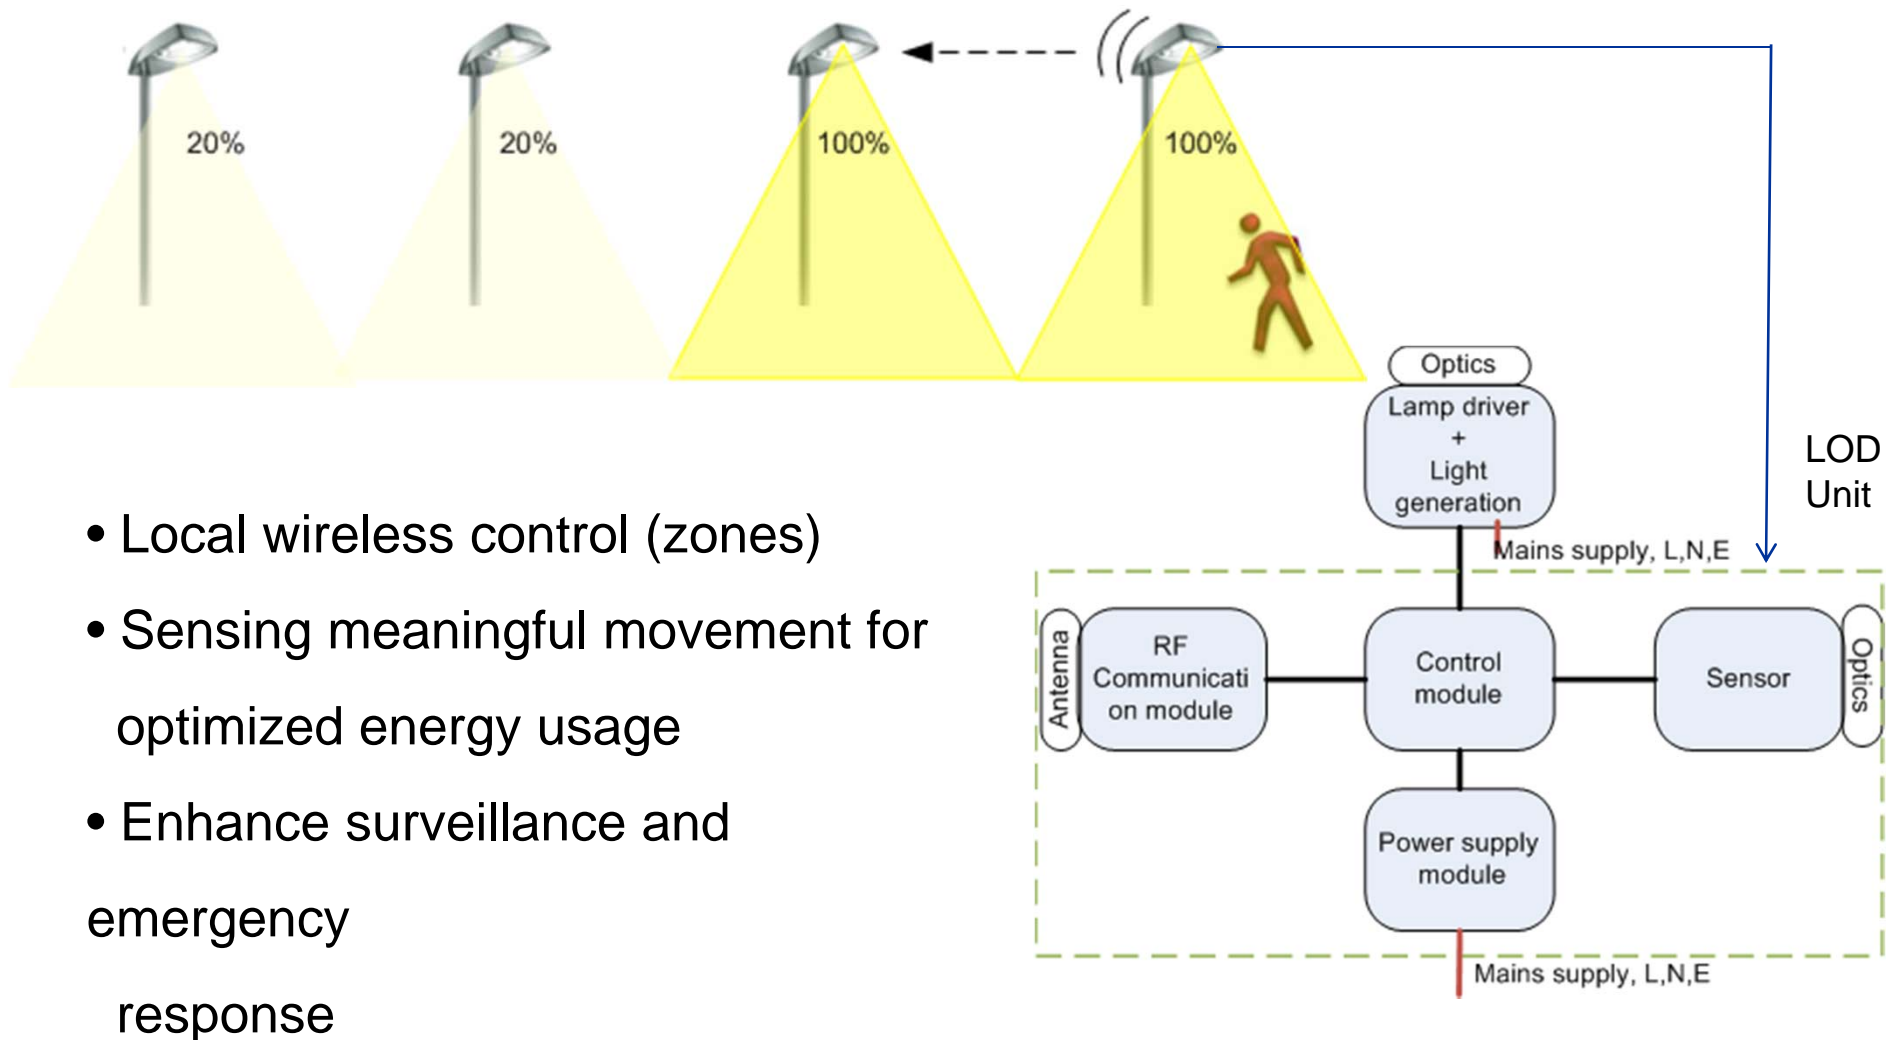 20%
20%
100%
100%
Optics
Lamp driver
+
Light
generation
Mains supply, L,N,E
LOD
Unit
• Local wireless control (zones)
• Sensing meaningful movement for
optimized energy usage
• Enhance surveillance and
emergency
response
Antenna
RF
Communicati
on module
Control
module
Sensor
Optics
Power supply
module
Mains supply, L,N,E